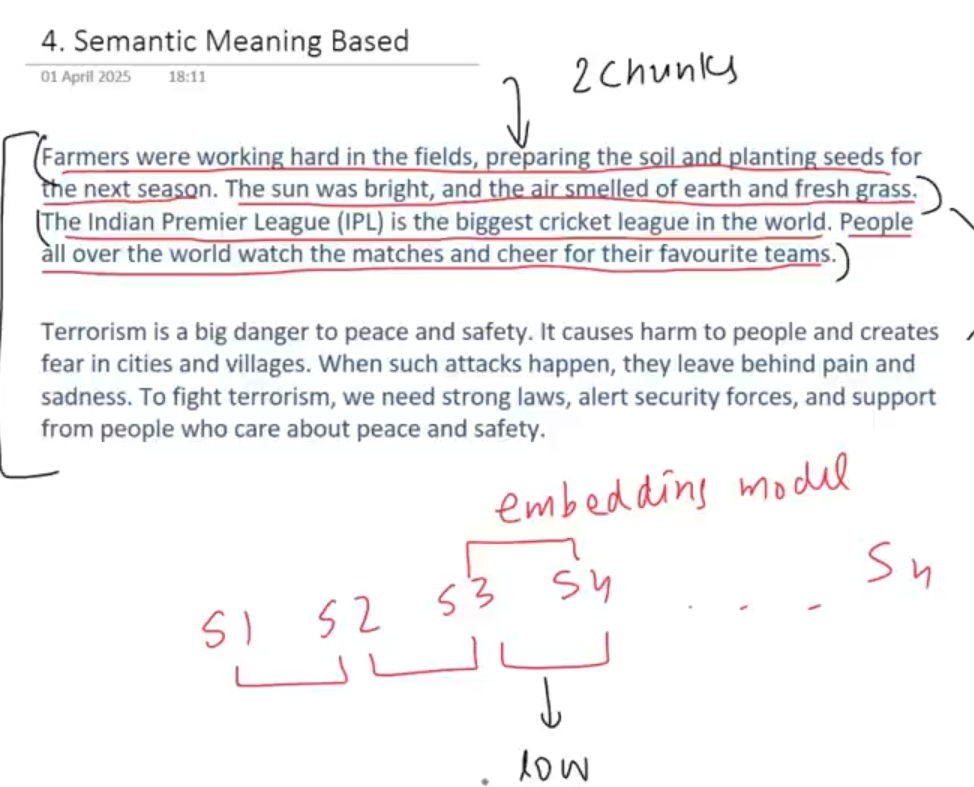 4. Semantic Meaning Based
01 April 2025 18:11
2 Chunks
Farmers were working hard in the fields, preparing the soil and planting seeds for
the next season. The sun was bright, and the air smelled of earth and fresh grass.
The Indian Premier League (IPL) is the biggest cricket league in the world. People
all over the world watch the matches and cheer for their favourite teams.
Terrorism is a big danger to peace and safety. It causes harm to people and creates
fear in cities and villages. When such attacks happen, they leave behind pain and
sadness. To fight terrorism, we need strong laws, alert security forces, and support
from people who care about peace and safety.
embedding model
S1 S2 S3 S4 . . . Sn
low